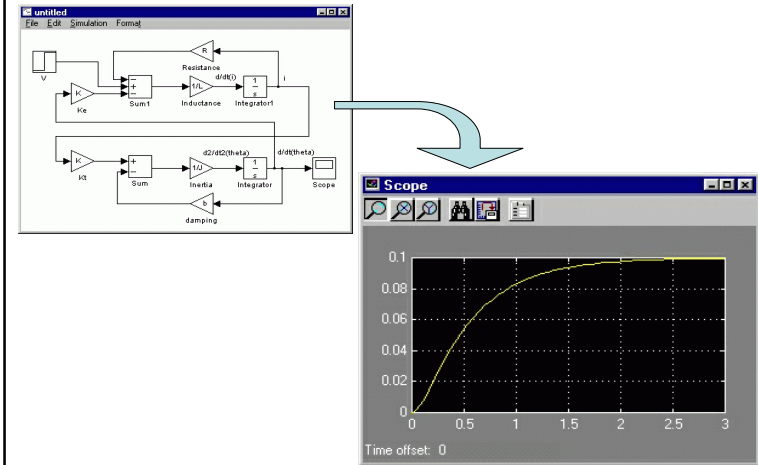 untitled
File Edit Simulation Format
R
Resistance
d/dt(i)
i
V
K
Ke
−
+
−
Sum1
1/L
Inductance
1
s
Integrator1
d2/dt2(theta)
d/dt(theta)
K
Kt
+
−
Sum
1/J
Inertia
1
s
Integrator
Scope
b
damping
Scope
0.1
0.08
0.06
0.04
0.02
0
0 0.5 1 1.5 2 2.5 3
Time offset: 0